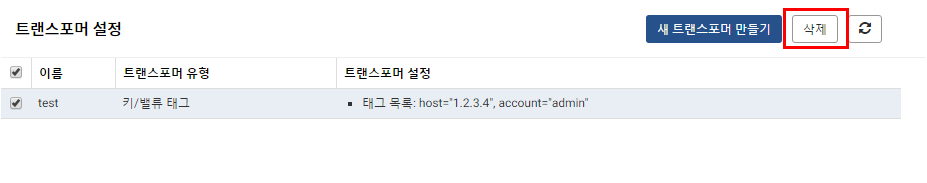 트랜스포머 설정
새 트랜스포머 만들기 삭제
이름 트랜스포머 유형 트랜스포머 설정
test 키/밸류 태그 ▪ 태그 목록: host="1.2.3.4", account="admin"